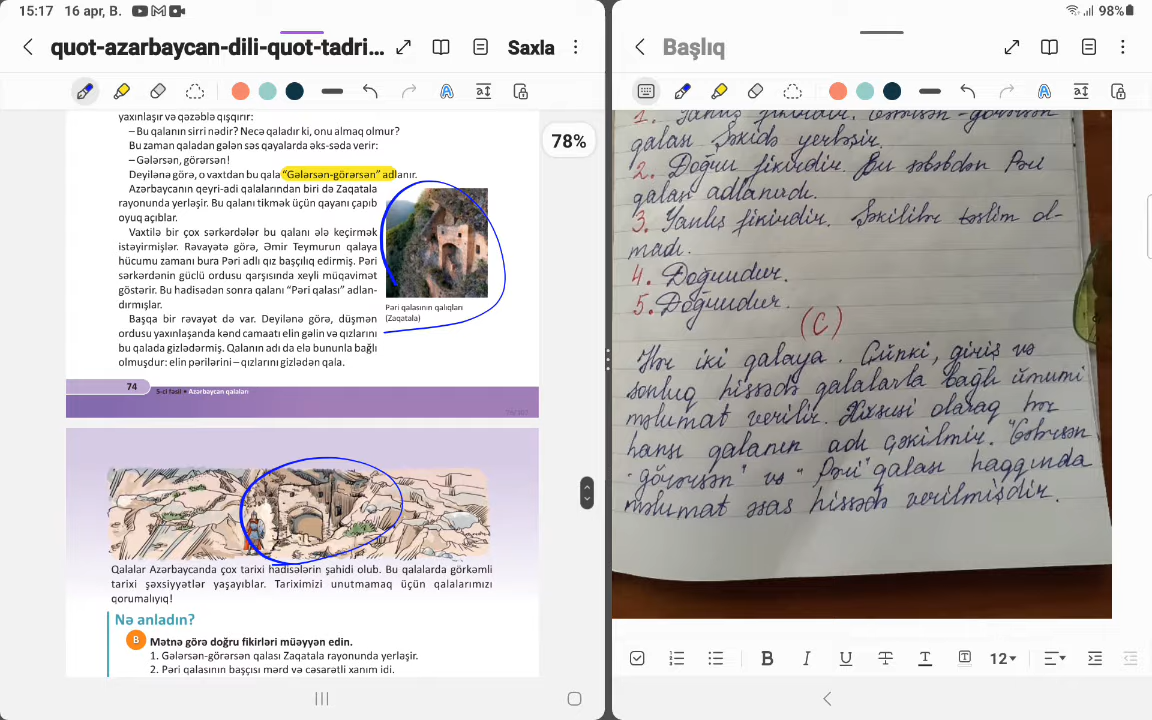 15:17 16 apr, B. 98%
quot-azarbaycan-dili-quot-tadri... Saxla
yaxınlaşır və qəzəblə qışqırır:
– Bu qalanın sirri nədir? Necə qaladır ki, onu almaq olmur?
Bu zaman qaladan gələn səs qayalarda əks-səda verir:
– Gələrsən, görərsən!
Deyilənə görə, o vaxtdan bu qala “Gələrsən-görərsən” adlanır.
Azərbaycanın qeyri-adi qalalarından biri də Zaqatala
rayonunda yerləşir. Bu qalanı tikmək üçün qayanı çapıb
oyuq açıblar.
Vaxtilə bir çox sərkərdələr bu qalanı ələ keçirmək
istəyirmişlər. Rəvayətə görə, Əmir Teymurun qalaya
hücumu zamanı bura Pəri adlı qız başçılıq edirmiş. Pəri
sərkərdənin güclü ordusu qarşısında xeyli müqavimət
göstərir. Bu hadisədən sonra qalanı “Pəri qalası” adlan-
dırmışlar.
Başqa bir rəvayət də var. Deyilənə görə, düşmən
ordusu yaxınlaşanda kənd camaatı elin gəlin və qızlarını
bu qalada gizlədərmiş. Qalanın adı da elə bununla bağlı
olmuşdur: elin pərilərini – qızlarını gizlədən qala.
Pəri qalasının qalıqları
(Zaqatala)
78%
74 5-ci fəsil • Azərbaycan qalaları
Qalalar Azərbaycanda çox tarixi hadisələrin şahidi olub. Bu qalalarda görkəmli
tarixi şəxsiyyətlər yaşayıblar. Tariximizi unutmamaq üçün qalalarımızı
qorumalıyıq!
Nə anladın?
B Mətnə görə doğru fikirləri müəyyən edin.
1. Gələrsən-görərsən qalası Zaqatala rayonunda yerləşir.
2. Pəri qalasının başçısı mərd və cəsarətli xanım idi.
Başlıq
1. Yanlış fikirdir. Gələrsən-görərsən
qalası Şəkidə yerləşir.
2. Doğru fikirdir. Bu səbəbdən Pəri
qalası adlanırdı.
3. Yanlış fikirdir. Şəkililər təslim ol-
madı.
4. Doğrudur.
5. Doğrudur.
(C)
Hər iki qalaya. Çünki, giriş və
sonluq hissədə qalalarla bağlı ümumi
məlumat verilir. Xüsusi olaraq hər
hansı qalanın adı çəkilmir. "Gələrsən
-görərsən" və "Pəri" qalası haqqında
məlumat əsas hissədə verilmişdir.
B I U T T 12